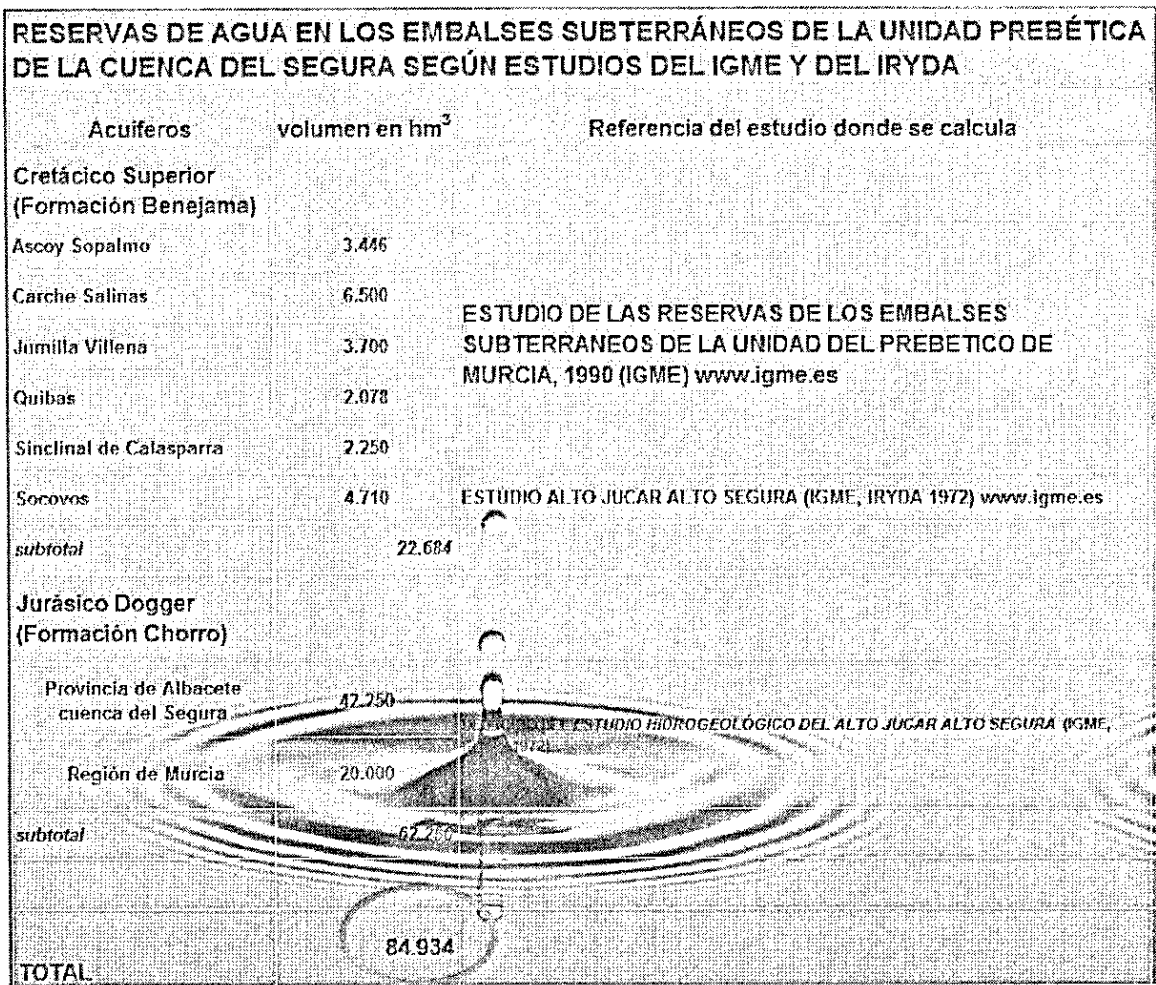 RESERVAS DE AGUA EN LOS EMBALSES SUBTERRÁNEOS DE LA UNIDAD PREBÉTICA
DE LA CUENCA DEL SEGURA SEGÚN ESTUDIOS DEL IGME Y DEL IRYDA
Acuíferos volumen en hm³ Referencia del estudio donde se calcula
Cretácico Superior
(Formación Benejama)
Ascoy Sopalmo 3.446
Carche Salinas 6.500
ESTUDIO DE LAS RESERVAS DE LOS EMBALSES
Jumilla Villena 3.700 SUBTERRANEOS DE LA UNIDAD DEL PREBETICO DE
MURCIA, 1990 (IGME) www.igme.es
Quibas 2.078
Sinclinal de Calasparra 2.250
Socovos 4.710 ESTUDIO ALTO JUCAR ALTO SEGURA (IGME, IRYDA 1972) www.igme.es
subtotal 22.684
Jurásico Dogger
(Formación Chorro)
Provincia de Albacete
cuenca del Segura 42.250
ESTUDIO HIDROGEOLÓGICO DEL ALTO JUCAR ALTO SEGURA (IGME,
1972)
Región de Murcia 20.000
subtotal
84.934
TOTAL